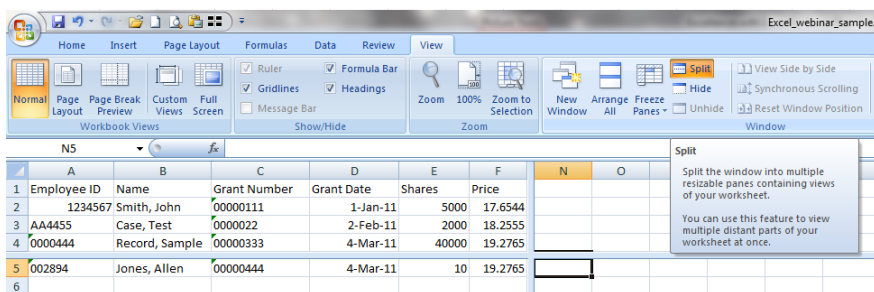 Excel_webinar_sample.
Home Insert Page Layout Formulas Data Review View
Ruler Formula Bar
Gridlines Headings
Message Bar
Normal Page Layout Page Break Preview Custom Views Full Screen
Zoom 100% Zoom to Selection
New Window Arrange All Freeze Panes
Split
Hide
Unhide
View Side by Side
Synchronous Scrolling
Reset Window Position
Workbook Views Show/Hide Zoom Window
N5 fx
Split
Split the window into multiple
resizable panes containing views
of your worksheet.
You can use this feature to view
multiple distant parts of your
worksheet at once.
A B C D E F N O
1 Employee ID Name Grant Number Grant Date Shares Price
2 1234567 Smith, John 00000111 1-Jan-11 5000 17.6544
3 AA4455 Case, Test 0000022 2-Feb-11 2000 18.2555
4 0000444 Record, Sample 00000333 4-Mar-11 40000 19.2765
5 002894 Jones, Allen 00000444 4-Mar-11 10 19.2765
6